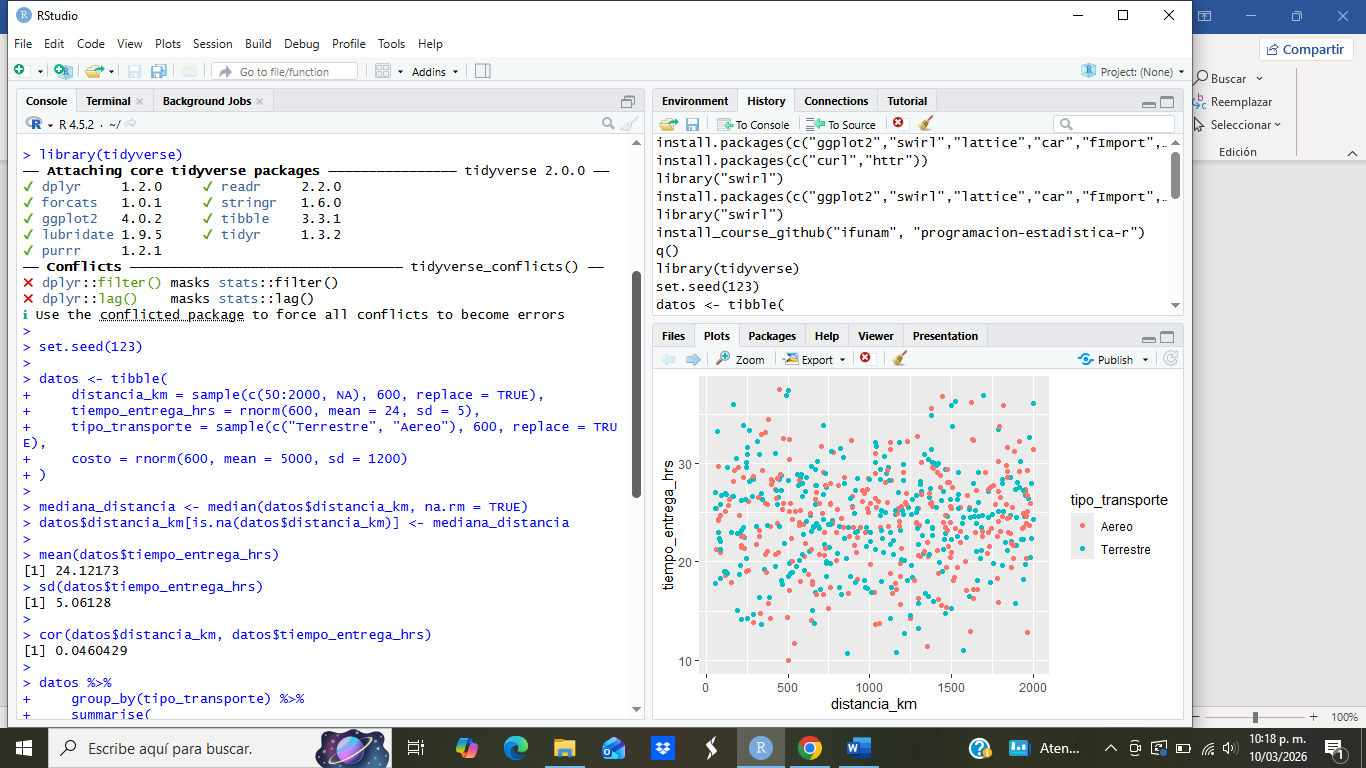 RStudio
File Edit Code View Plots Session Build Debug Profile Tools Help
Go to file/function Addins Project: (None)
Console Terminal Background Jobs
R 4.5.2 · ~/
> library(tidyverse)
── Attaching core tidyverse packages ──────────────── tidyverse 2.0.0 ──
✔ dplyr 1.2.0 ✔ readr 2.2.0
✔ forcats 1.0.1 ✔ stringr 1.6.0
✔ ggplot2 4.0.2 ✔ tibble 3.3.1
✔ lubridate 1.9.5 ✔ tidyr 1.3.2
✔ purrr 1.2.1
── Conflicts ────────────────────────────────── tidyverse_conflicts() ──
✖ dplyr::filter() masks stats::filter()
✖ dplyr::lag() masks stats::lag()
ℹ Use the conflicted package to force all conflicts to become errors
>
> set.seed(123)
>
> datos <- tibble(
+ distancia_km = sample(c(50:2000, NA), 600, replace = TRUE),
+ tiempo_entrega_hrs = rnorm(600, mean = 24, sd = 5),
+ tipo_transporte = sample(c("Terrestre", "Aereo"), 600, replace = TRU
E),
+ costo = rnorm(600, mean = 5000, sd = 1200)
+ )
>
> mediana_distancia <- median(datos$distancia_km, na.rm = TRUE)
> datos$distancia_km[is.na(datos$distancia_km)] <- mediana_distancia
>
> mean(datos$tiempo_entrega_hrs)
[1] 24.12173
> sd(datos$tiempo_entrega_hrs)
[1] 5.06128
>
> cor(datos$distancia_km, datos$tiempo_entrega_hrs)
[1] 0.0460429
>
> datos %>%
+ group_by(tipo_transporte) %>%
+ summarise(
Environment History Connections Tutorial
To Console To Source
install.packages(c("ggplot2","swirl","lattice","car","fImport",…
install.packages(c("curl","httr"))
library("swirl")
install.packages(c("ggplot2","swirl","lattice","car","fImport",…
library("swirl")
install_course_github("ifunam", "programacion-estadistica-r")
q()
library(tidyverse)
set.seed(123)
datos <- tibble(
Files Plots Packages Help Viewer Presentation
Zoom Export Publish
tiempo_entrega_hrs
30
20
10
0 500 1000 1500 2000
distancia_km
tipo_transporte
Aereo
Terrestre
Compartir
Buscar
Reemplazar
Seleccionar
Edición
100%
Escribe aquí para buscar.
Aten...
10:18 p. m.
10/03/2026
1